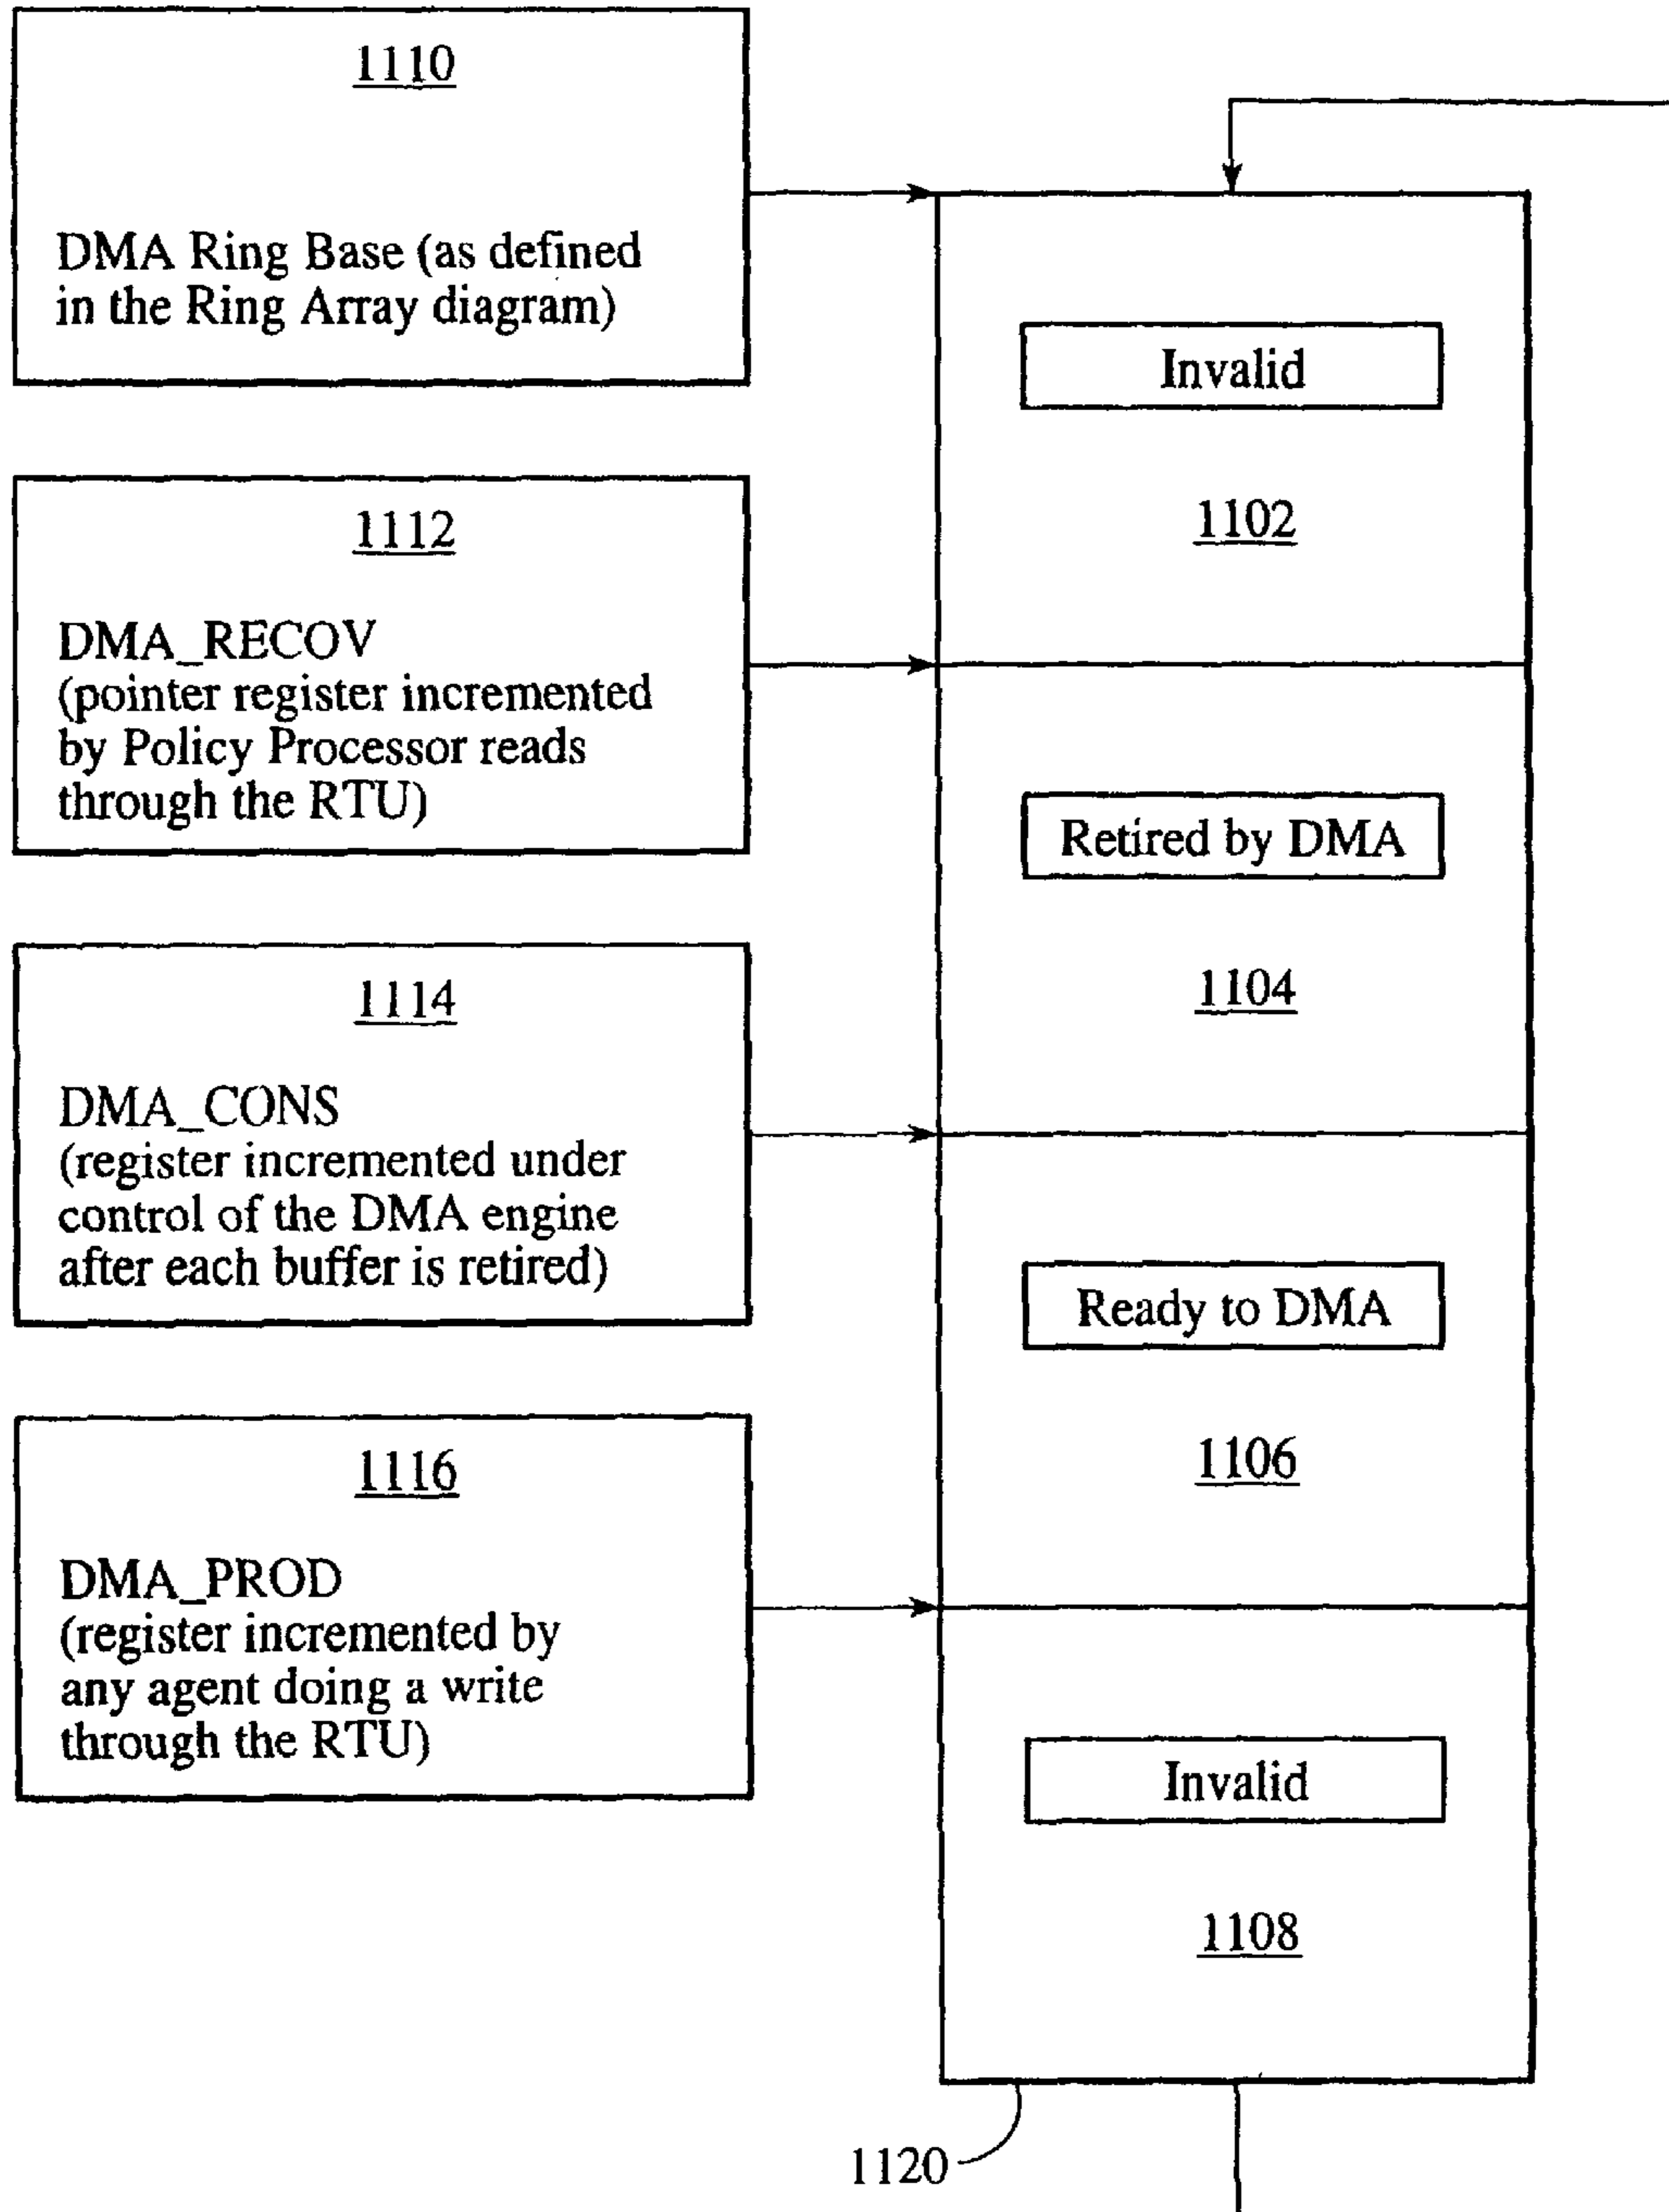 1110
DMA Ring Base (as defined
in the Ring Array diagram)
Invalid
1102
1112
DMA_RECOV
(pointer register incremented
by Policy Processor reads
through the RTU)
Retired by DMA
1104
1114
DMA_CONS
(register incremented under
control of the DMA engine
after each buffer is retired)
Ready to DMA
1106
1116
DMA_PROD
(register incremented by
any agent doing a write
through the RTU)
Invalid
1108
1120